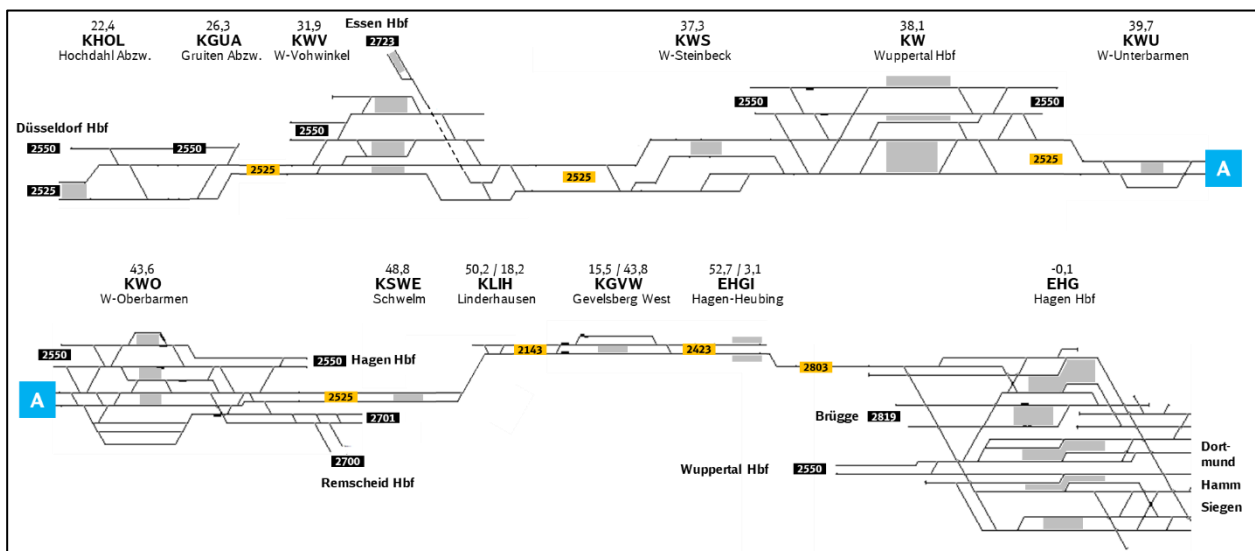 22,4
KHOL
Hochdahl Abzw.
26,3
KGUA
Gruiten Abzw.
31,9
KWV
W-Vohwinkel
Essen Hbf
2723
37,3
KWS
W-Steinbeck
38,1
KW
Wuppertal Hbf
39,7
KWU
W-Unterbarmen
Düsseldorf Hbf
2550
2550
2550
2550
2550
2525
2525
2525
2525
A
43,6
KWO
W-Oberbarmen
48,8
KSWE
Schwelm
50,2 / 18,2
KLIH
Linderhausen
15,5 / 43,8
KGVW
Gevelsberg West
52,7 / 3,1
EHGI
Hagen-Heubing
-0,1
EHG
Hagen Hbf
2550
2550
Hagen Hbf
2143
2423
2803
A
2525
2701
2700
Remscheid Hbf
Brügge
2819
Wuppertal Hbf
2550
Dort-
mund
Hamm
Siegen